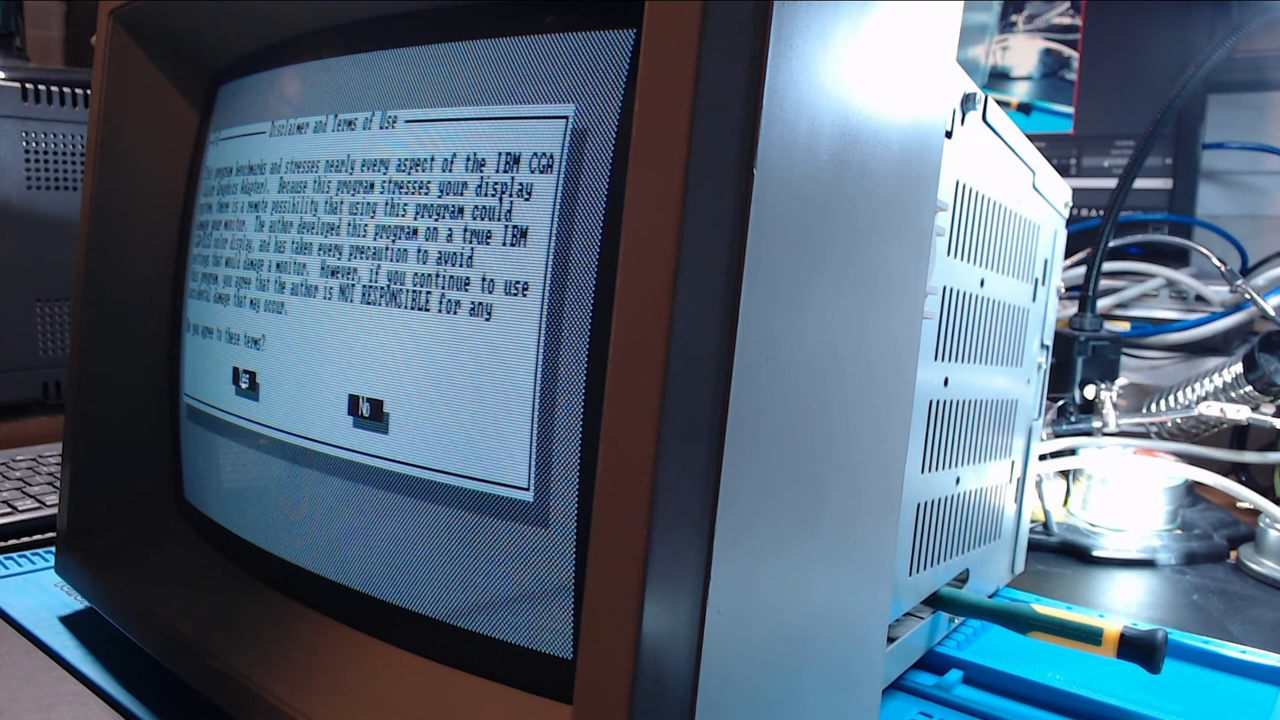 Disclaimer and Terms of Use
This program benchmarks and stresses nearly every aspect of the IBM CGA
(Color Graphics Adapter). Because this program stresses your display
system, there is a remote possibility that using this program could
damage your monitor. The author developed this program on a true IBM
color display, and has taken every precaution to avoid
settings that would damage a monitor. However, if you continue to use
this program, you agree that the author is NOT RESPONSIBLE for any
accidental damage that may occur.
Do you agree to these terms?
Yes
No